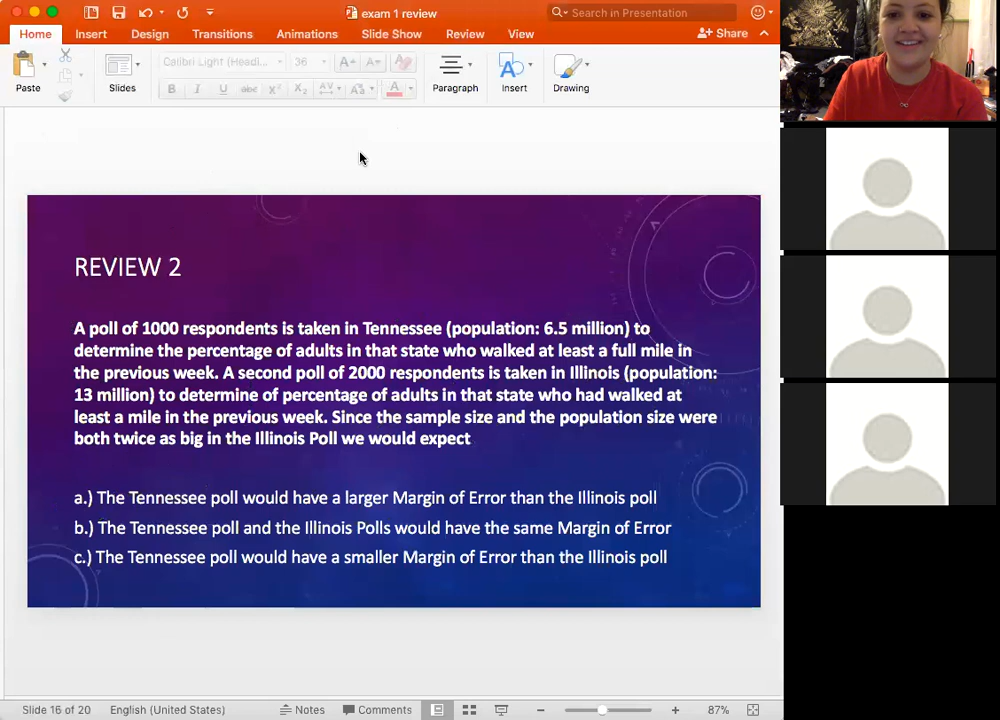 exam 1 review
Search in Presentation
Home Insert Design Transitions Animations Slide Show Review View Share
Calibri Light (Headi... 36
Paste Slides Paragraph Insert Drawing
REVIEW 2
A poll of 1000 respondents is taken in Tennessee (population: 6.5 million) to
determine the percentage of adults in that state who walked at least a full mile in
the previous week. A second poll of 2000 respondents is taken in Illinois (population:
13 million) to determine of percentage of adults in that state who had walked at
least a mile in the previous week. Since the sample size and the population size were
both twice as big in the Illinois Poll we would expect
a.) The Tennessee poll would have a larger Margin of Error than the Illinois poll
b.) The Tennessee poll and the Illinois Polls would have the same Margin of Error
c.) The Tennessee poll would have a smaller Margin of Error than the Illinois poll
Slide 16 of 20 English (United States) Notes Comments 87%